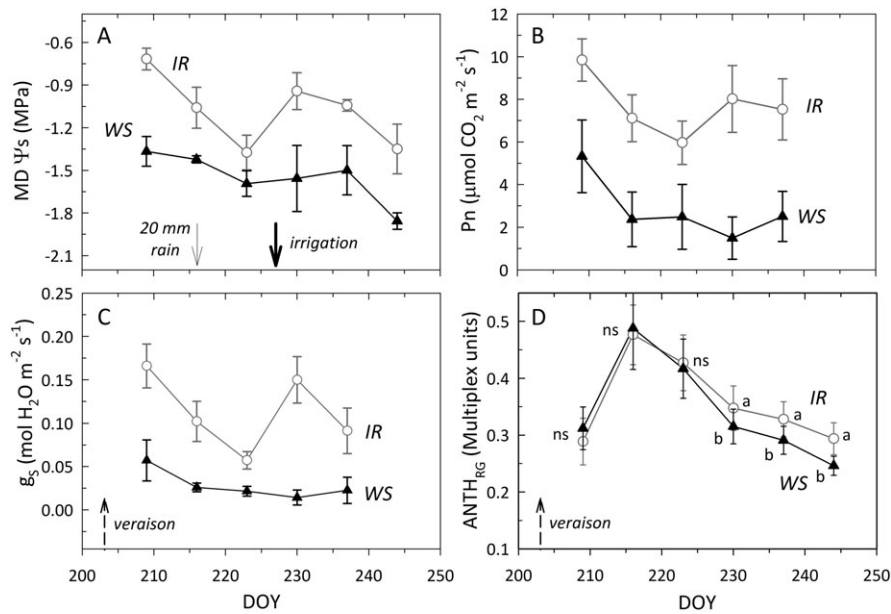 A
IR
WS
MD Ψs (MPa)
-0.6
-0.9
-1.2
-1.5
-1.8
-2.1
20 mm
rain
irrigation
B
IR
WS
Pn (μmol CO2 m-2 s-1)
12
10
8
6
4
2
0
C
IR
WS
gS (mol H2O m-2 s-1)
0.25
0.20
0.15
0.10
0.05
0.00
veraison
200 210 220 230 240 250
DOY
D
ns
ns
ns
a
a
a
b
b
b
IR
WS
ANTHRG (Multiplex units)
0.5
0.4
0.3
0.2
0.1
veraison
200 210 220 230 240 250
DOY